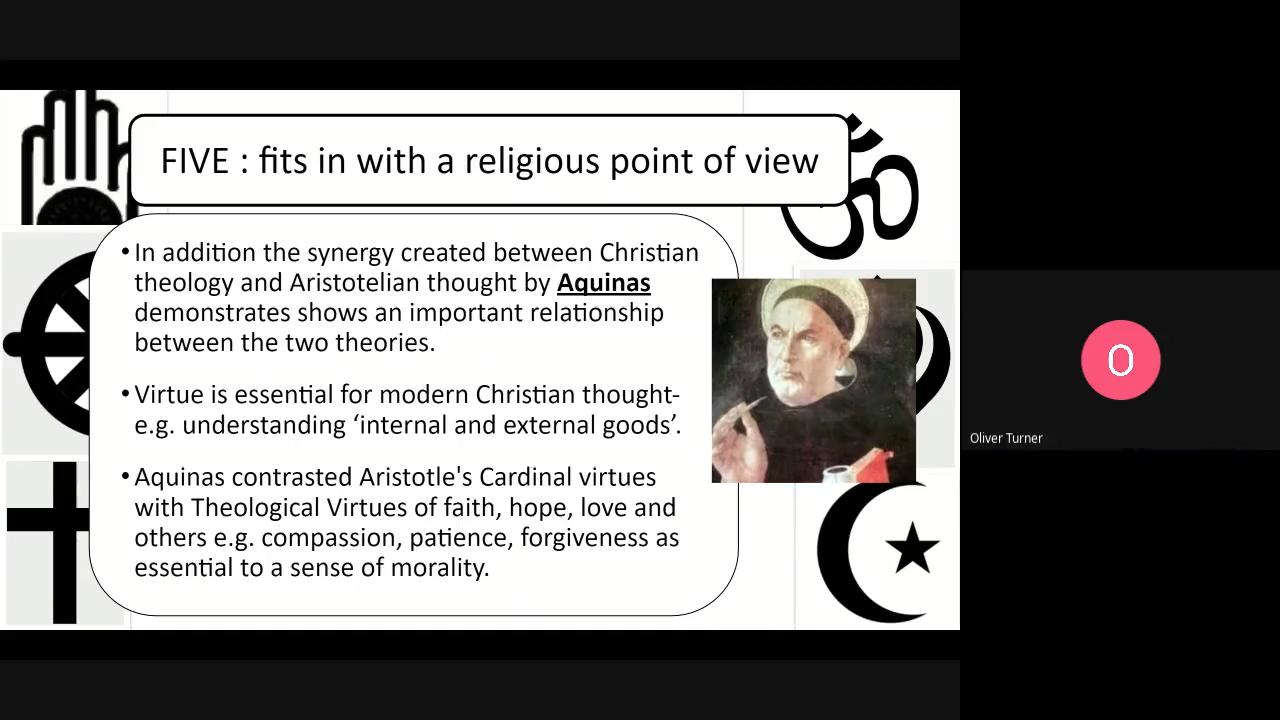 FIVE : fits in with a religious point of view
•In addition the synergy created between Christian
theology and Aristotelian thought by Aquinas
demonstrates shows an important relationship
between the two theories.
•Virtue is essential for modern Christian thought-
e.g. understanding ‘internal and external goods’.
•Aquinas contrasted Aristotle's Cardinal virtues
with Theological Virtues of faith, hope, love and
others e.g. compassion, patience, forgiveness as
essential to a sense of morality.
O
Oliver Turner